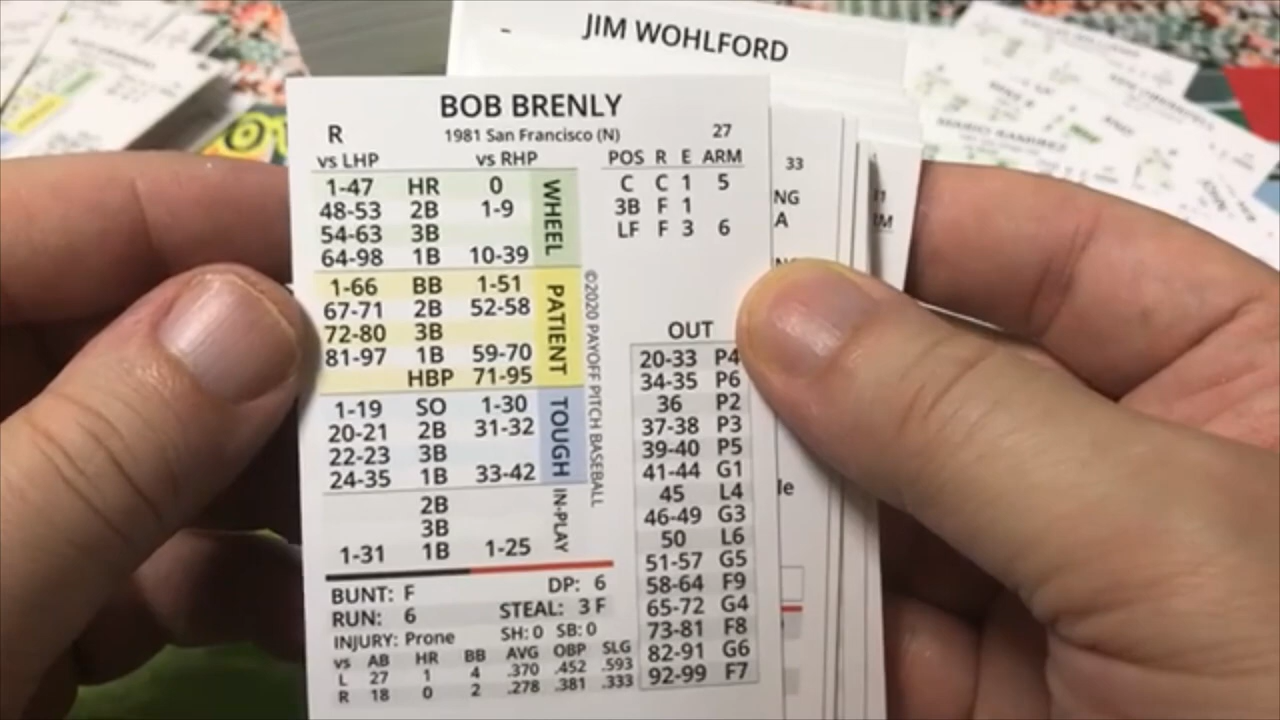 - JIM WOHLFORD
BOB BRENLY
R 1981 San Francisco (N) 27
vs LHP vs RHP
1-47 HR 0
48-53 2B 1-9
54-63 3B
64-98 1B 10-39
WHEEL
1-66 BB 1-51
67-71 2B 52-58
72-80 3B
81-97 1B 59-70
HBP 71-95
PATIENT
1-19 SO 1-30
20-21 2B 31-32
22-23 3B
24-35 1B 33-42
TOUGH
2B
3B
1-31 1B 1-25
IN-PLAY
©2020 PAYOFF PITCH BASEBALL
POS R E ARM
C C 1 5
3B F 1
LF F 3 6
OUT
20-33 P4
34-35 P6
36 P2
37-38 P3
39-40 P5
41-44 G1
45 L4
46-49 G3
50 L6
51-57 G5
58-64 F9
65-72 G4
73-81 F8
82-91 G6
92-99 F7
BUNT: F DP: 6
RUN: 6 STEAL: 3 F
INJURY: Prone SH: 0 SB: 0
vs AB HR BB AVG OBP SLG
L 27 1 4 .370 .452 .593
R 18 0 2 .278 .381 .333
33
NG
A
le